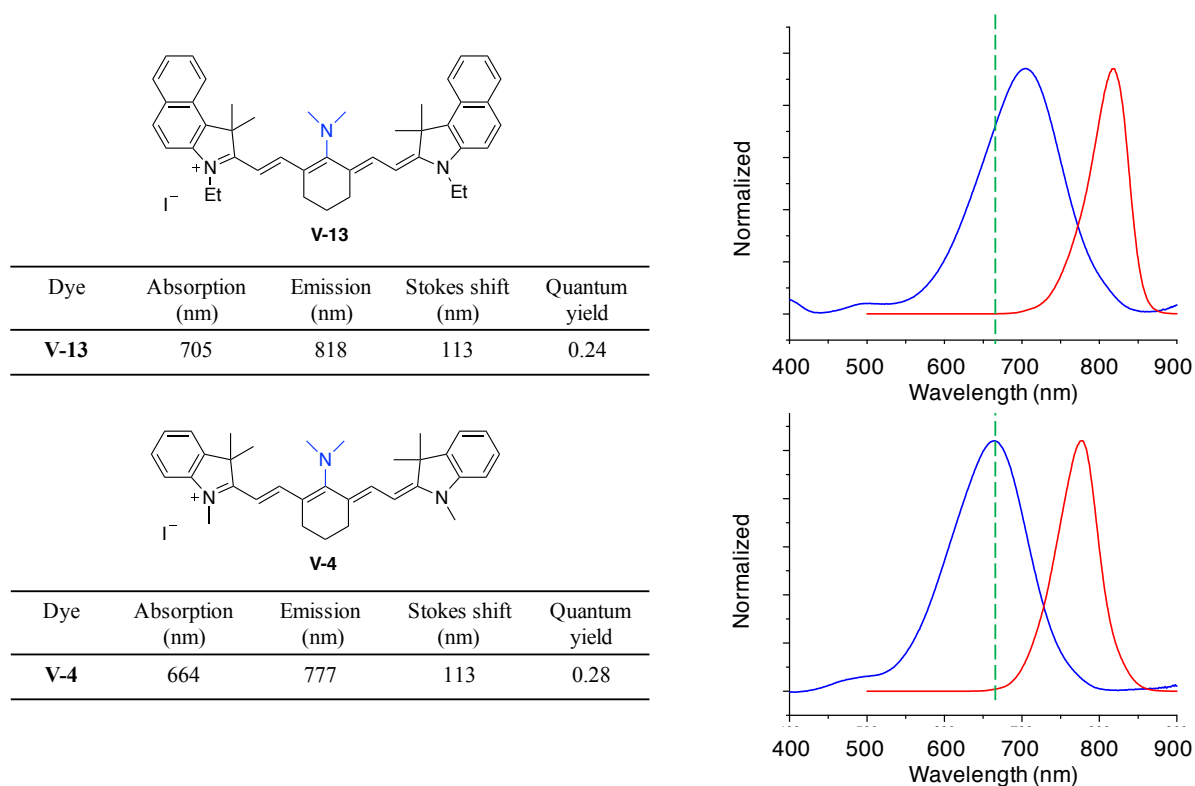 N
N
+
Et
I−
N
Et
V-13
Dye Absorption (nm) Emission (nm) Stokes shift (nm) Quantum yield
V-13 705 818 113 0.24
N
N
+
I−
N
V-4
Dye Absorption (nm) Emission (nm) Stokes shift (nm) Quantum yield
V-4 664 777 113 0.28
Normalized
400 500 600 700 800 900
Wavelength (nm)
Normalized
400 500 600 700 800 900
Wavelength (nm)